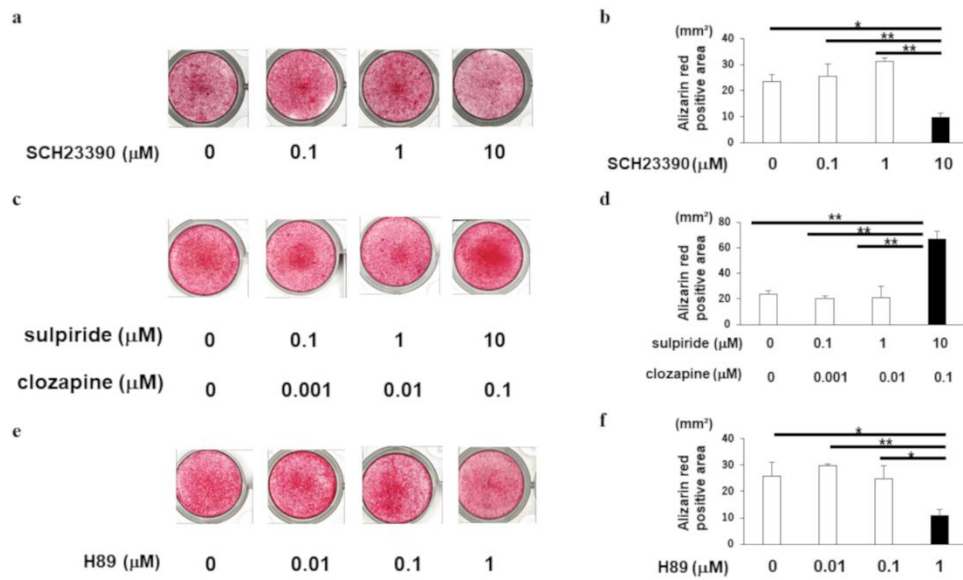 a
SCH23390 (µM) 0 0.1 1 10
b
(mm²)
*
**
**
Alizarin red
positive area
40
30
20
10
0
SCH23390 (µM) 0 0.1 1 10
c
sulpiride (µM) 0 0.1 1 10
clozapine (µM) 0 0.001 0.01 0.1
d
(mm²)
**
**
**
Alizarin red
positive area
80
60
40
20
0
sulpiride (µM) 0 0.1 1 10
clozapine (µM) 0 0.001 0.01 0.1
e
H89 (µM) 0 0.01 0.1 1
f
(mm²)
*
**
*
Alizarin red
positive area
40
30
20
10
0
H89 (µM) 0 0.01 0.1 1